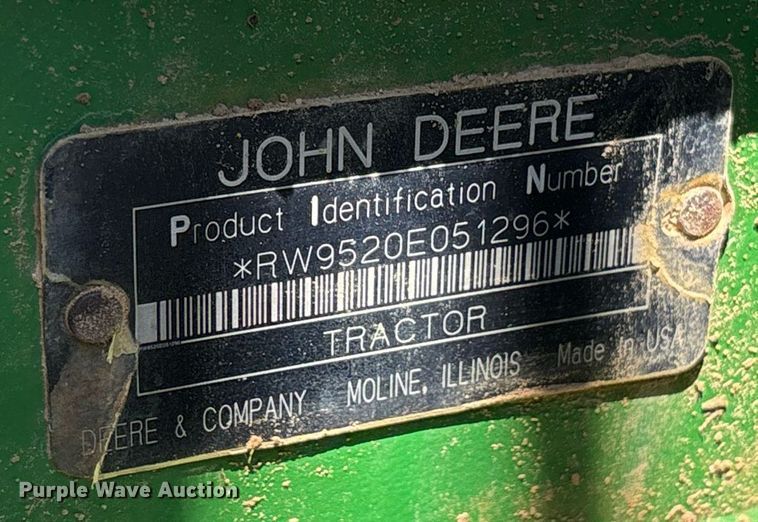 JOHN DEERE
Product Identification Number
*RW9520E051296*
TRACTOR
DEERE & COMPANY MOLINE, ILLINOIS Made in USA
Purple Wave Auction